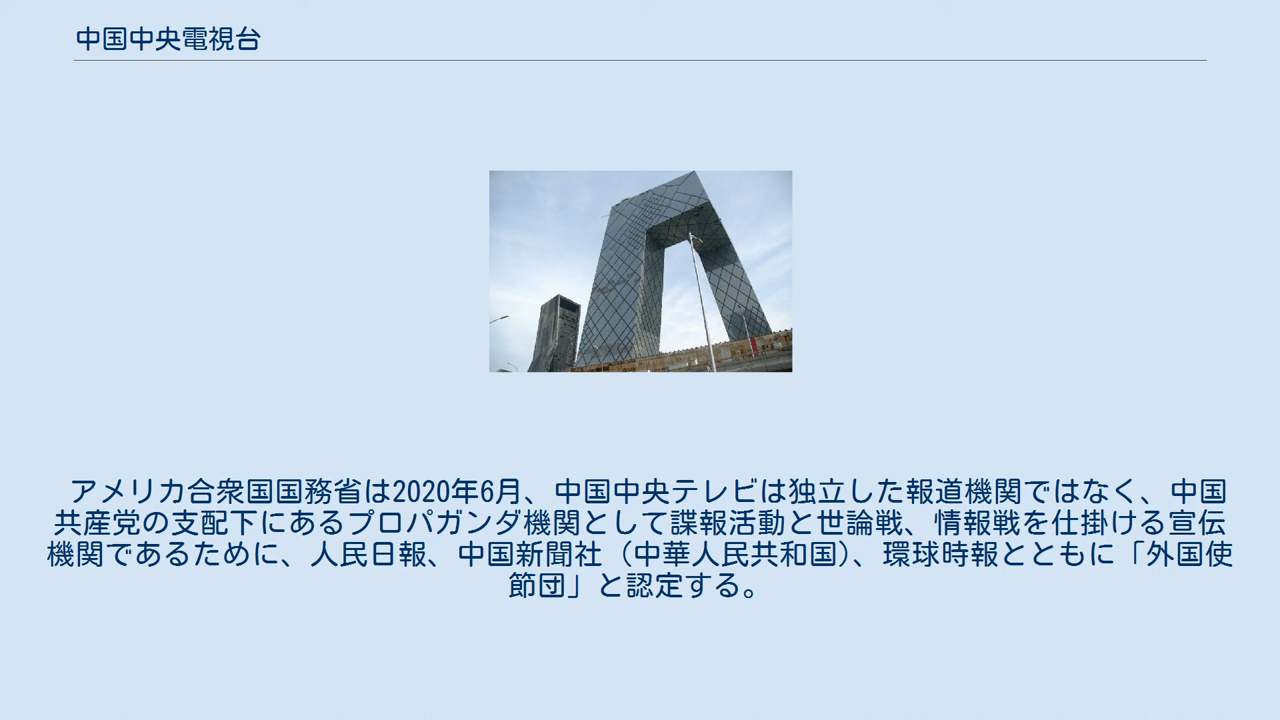 中国中央電視台
アメリカ合衆国国務省は2020年6月、中国中央テレビは独立した報道機関ではなく、中国
共産党の支配下にあるプロパガンダ機関として諜報活動と世論戦、情報戦を仕掛ける宣伝
機関であるために、人民日報、中国新聞社（中華人民共和国）、環球時報とともに「外国使
節団」と認定する。